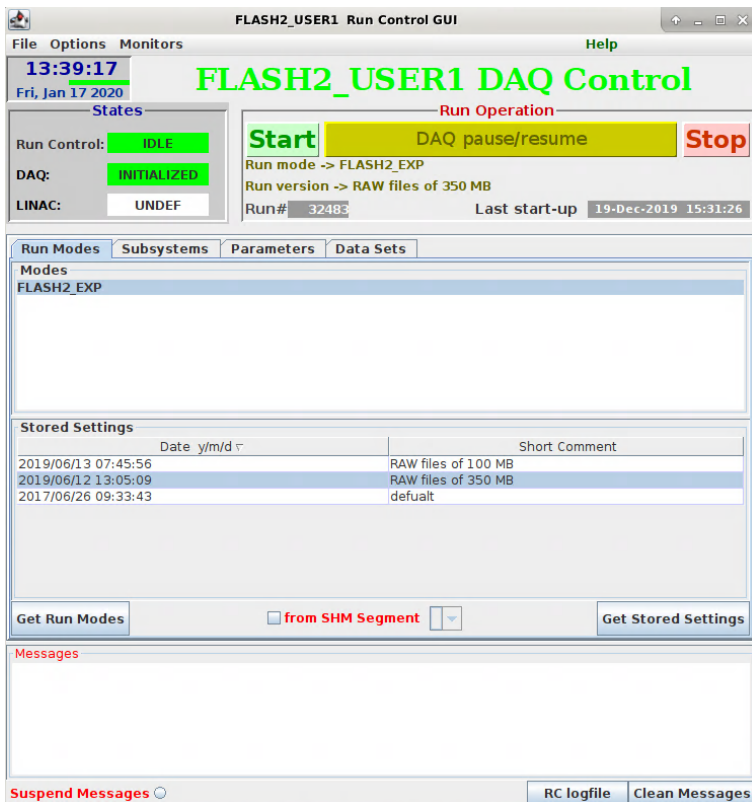 FLASH2_USER1 Run Control GUI
File Options Monitors Help
13:39:17
Fri, Jan 17 2020
FLASH2_USER1 DAQ Control
States
Run Control: IDLE
DAQ: INITIALIZED
LINAC: UNDEF
Run Operation
Start DAQ pause/resume Stop
Run mode -> FLASH2_EXP
Run version -> RAW files of 350 MB
Run# 32483 Last start-up 19-Dec-2019 15:31:26
Run Modes Subsystems Parameters Data Sets
Modes
FLASH2_EXP
Stored Settings
Date y/m/d Short Comment
2019/06/13 07:45:56 RAW files of 100 MB
2019/06/12 13:05:09 RAW files of 350 MB
2017/06/26 09:33:43 defualt
Get Run Modes from SHM Segment Get Stored Settings
Messages
Suspend Messages RC logfile Clean Messages